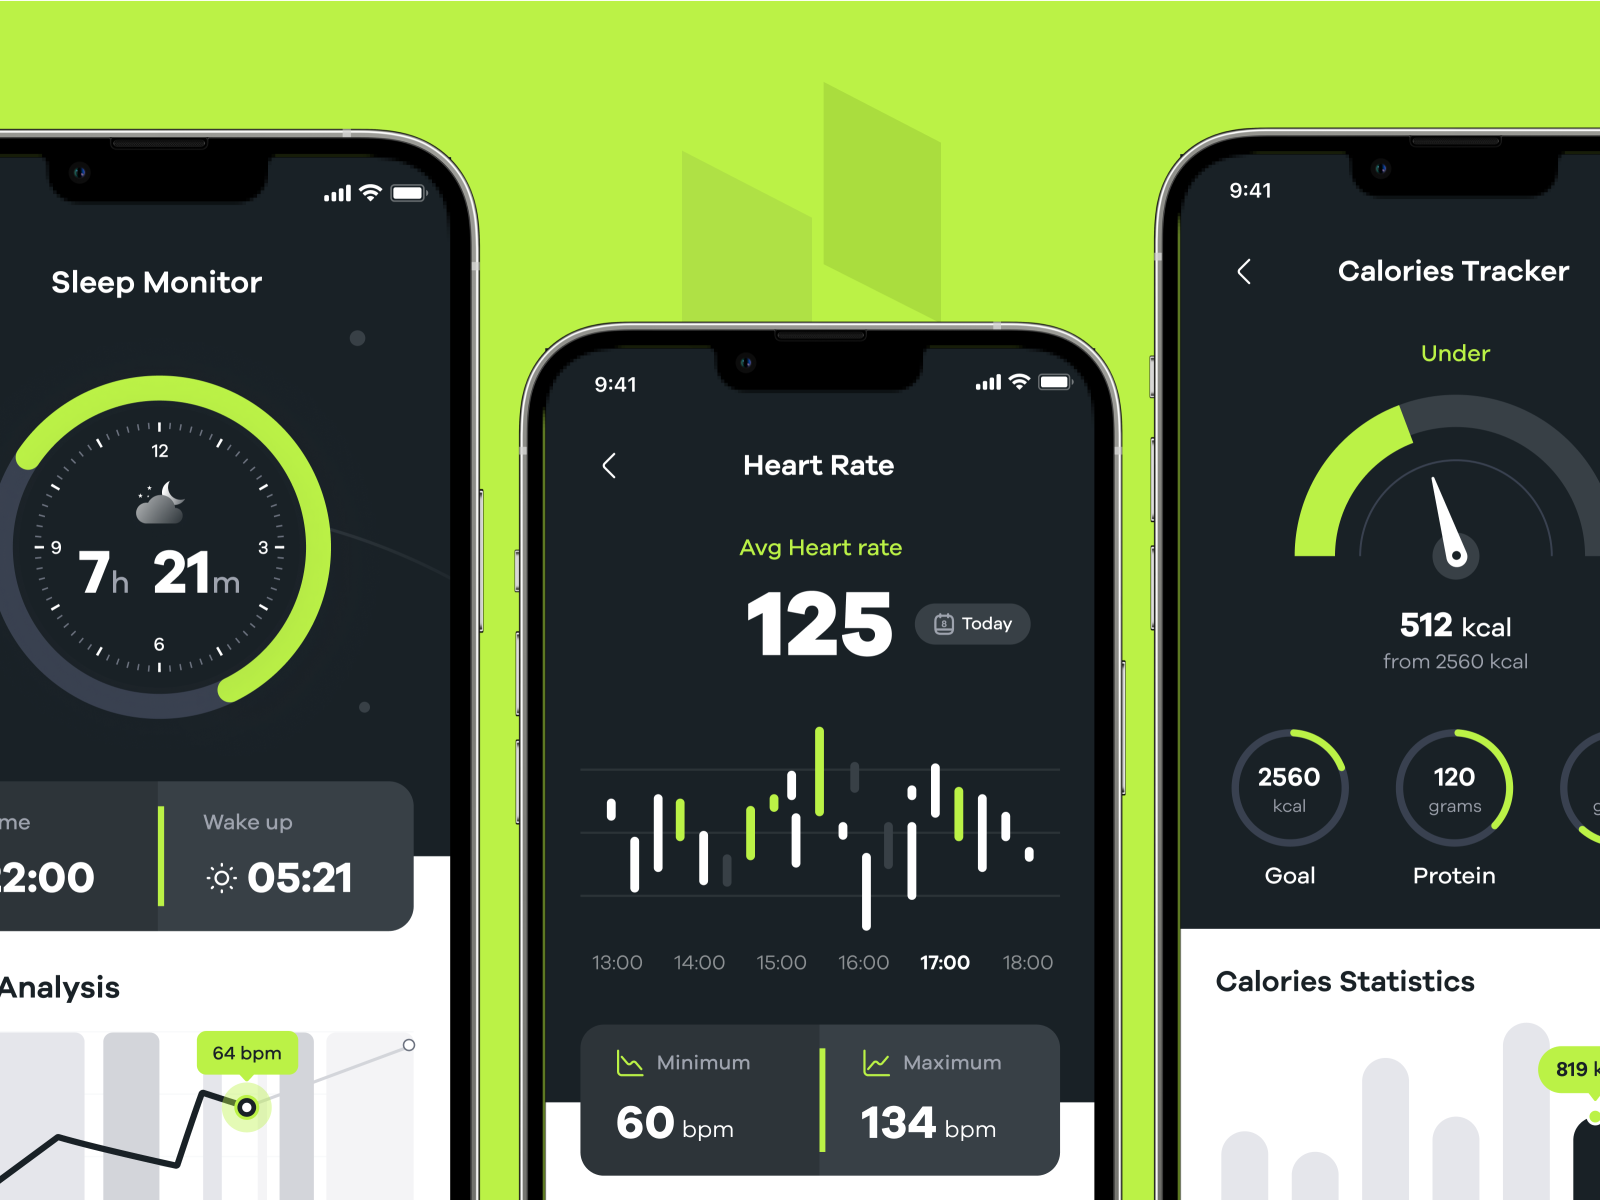 Sleep Monitor
12
9
3
6
7h 21m
Wake up
22:00
05:21
Analysis
64 bpm
9:41
Heart Rate
Avg Heart rate
125
8
Today
13:00 14:00 15:00 16:00 17:00 18:00
Minimum
60 bpm
Maximum
134 bpm
9:41
Calories Tracker
Under
512 kcal
from 2560 kcal
2560
kcal
Goal
120
grams
Protein
Calories Statistics
819